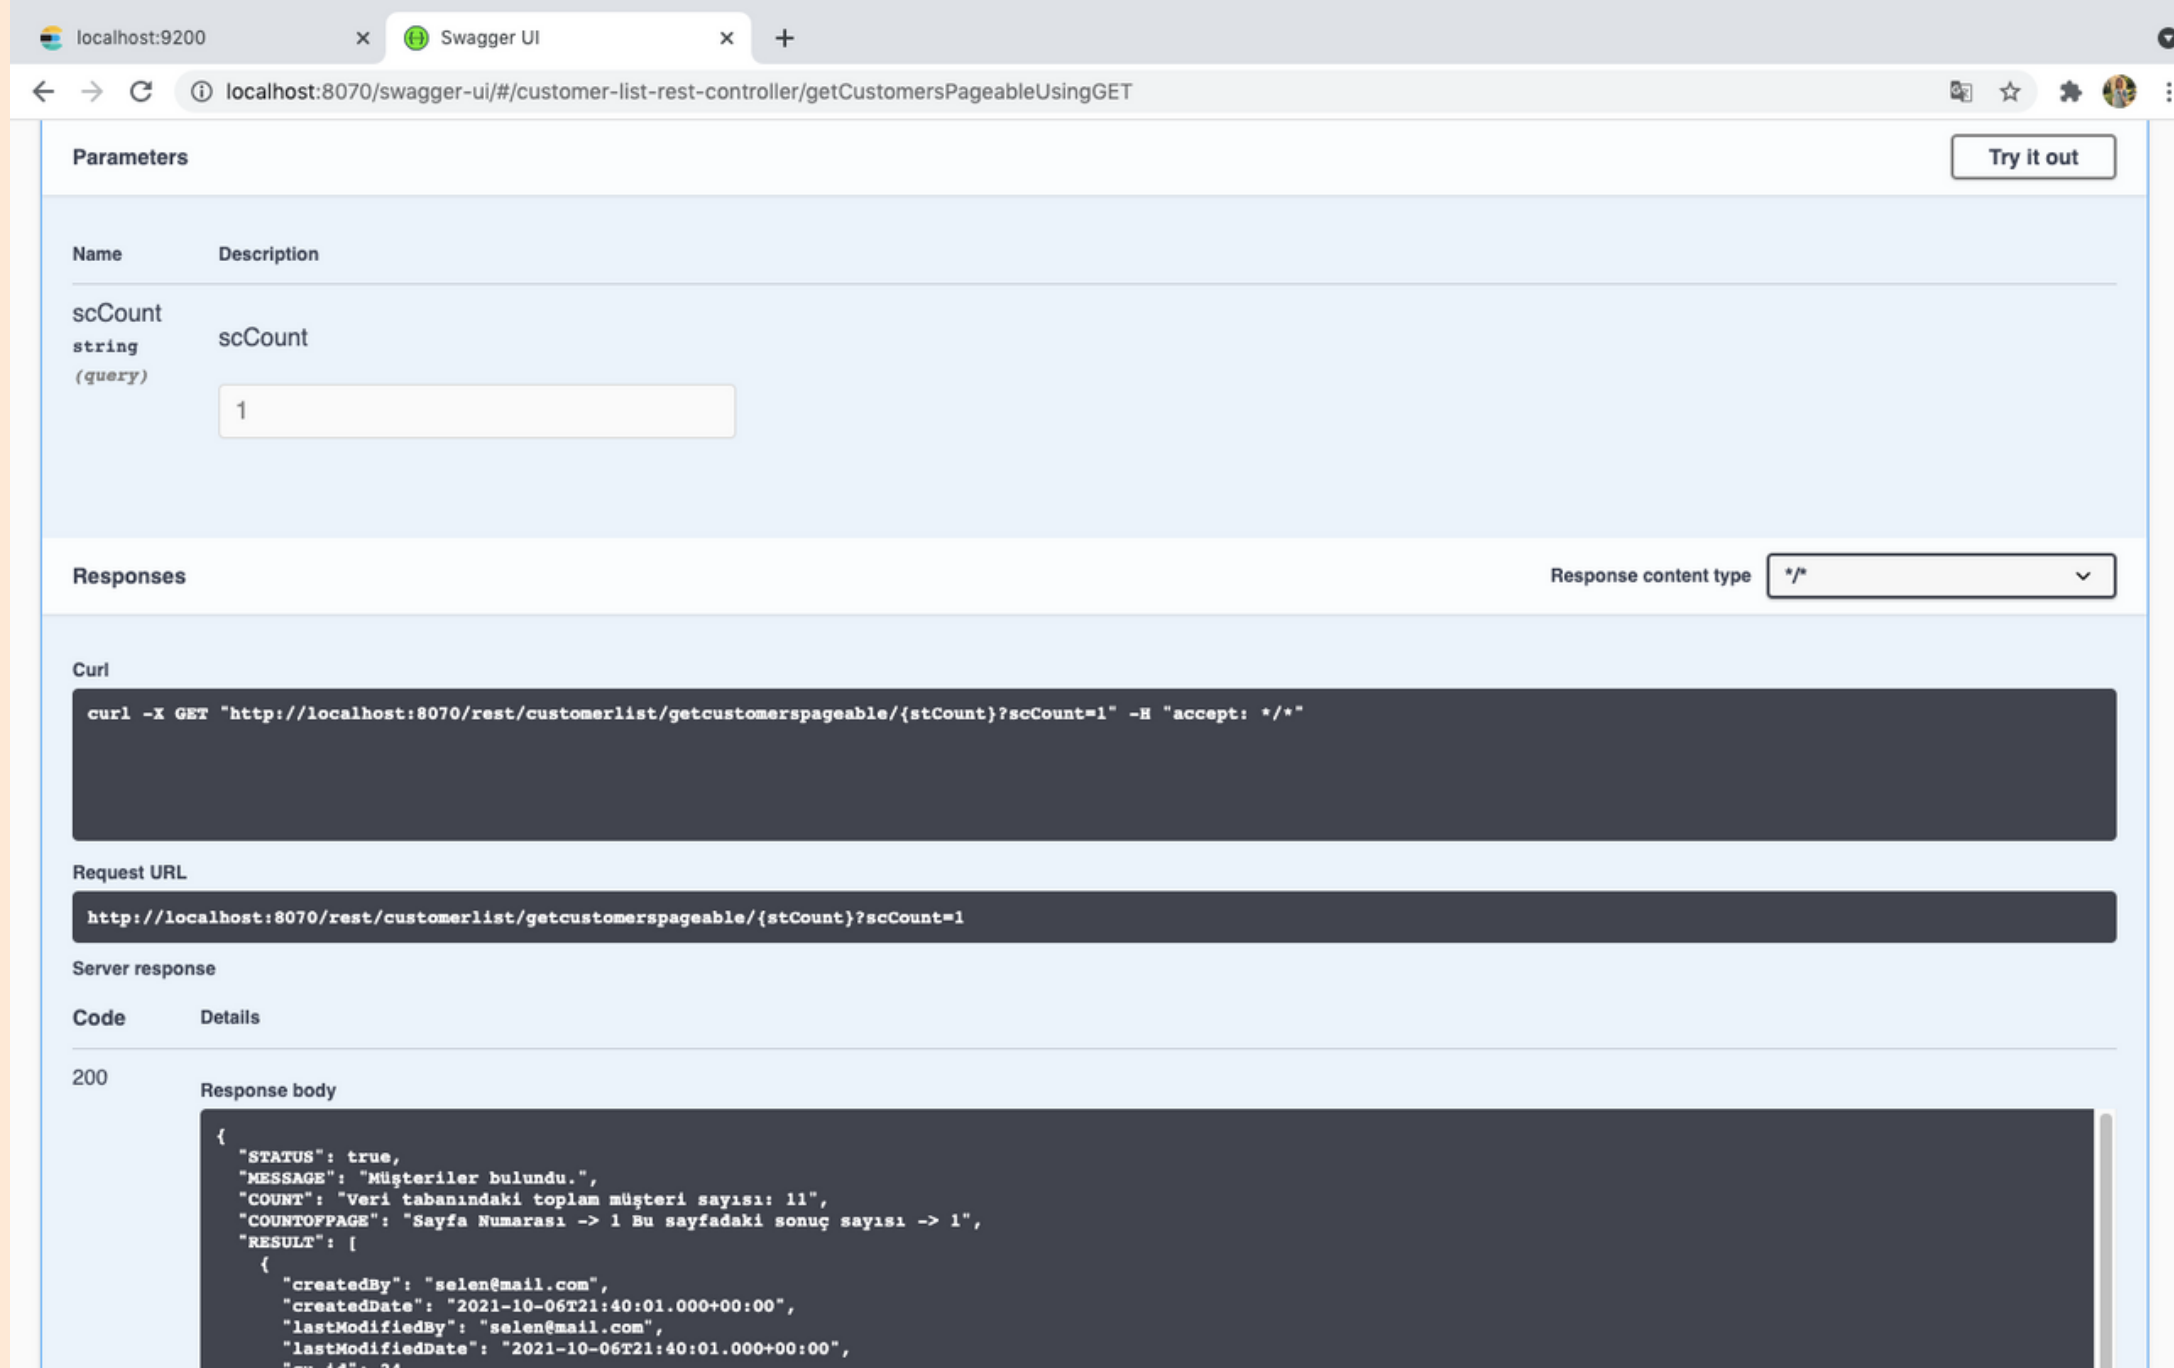 localhost:9200
Swagger UI
localhost:8070/swagger-ui/#/customer-list-rest-controller/getCustomersPageableUsingGET
Parameters
Try it out
Name Description
scCount
string
(query)
scCount
1
Responses
Response content type */*
Curl
curl -X GET "http://localhost:8070/rest/customerlist/getcustomerspageable/{stCount}?scCount=1" -H "accept: */*"
Request URL
http://localhost:8070/rest/customerlist/getcustomerspageable/{stCount}?scCount=1
Server response
Code Details
200
Response body
{
"STATUS": true,
"MESSAGE": "Müşteriler bulundu.",
"COUNT": "Veri tabanındaki toplam müşteri sayısı: 11",
"COUNTOFPAGE": "Sayfa Numarası -> 1 Bu sayfadaki sonuç sayısı -> 1",
"RESULT": [
{
"createdBy": "selen@mail.com",
"createdDate": "2021-10-06T21:40:01.000+00:00",
"lastModifiedBy": "selen@mail.com",
"lastModifiedDate": "2021-10-06T21:40:01.000+00:00",